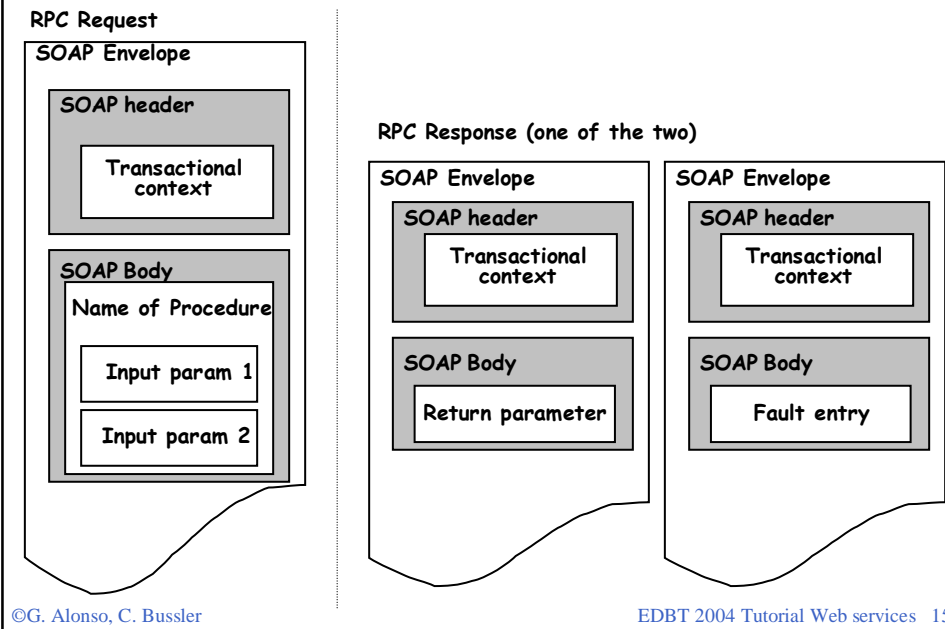 RPC Request
SOAP Envelope
SOAP header
Transactional
context
SOAP Body
Name of Procedure
Input param 1
Input param 2
RPC Response (one of the two)
SOAP Envelope
SOAP header
Transactional
context
SOAP Body
Return parameter
SOAP Envelope
SOAP header
Transactional
context
SOAP Body
Fault entry
©G. Alonso, C. Bussler
EDBT 2004 Tutorial Web services 15